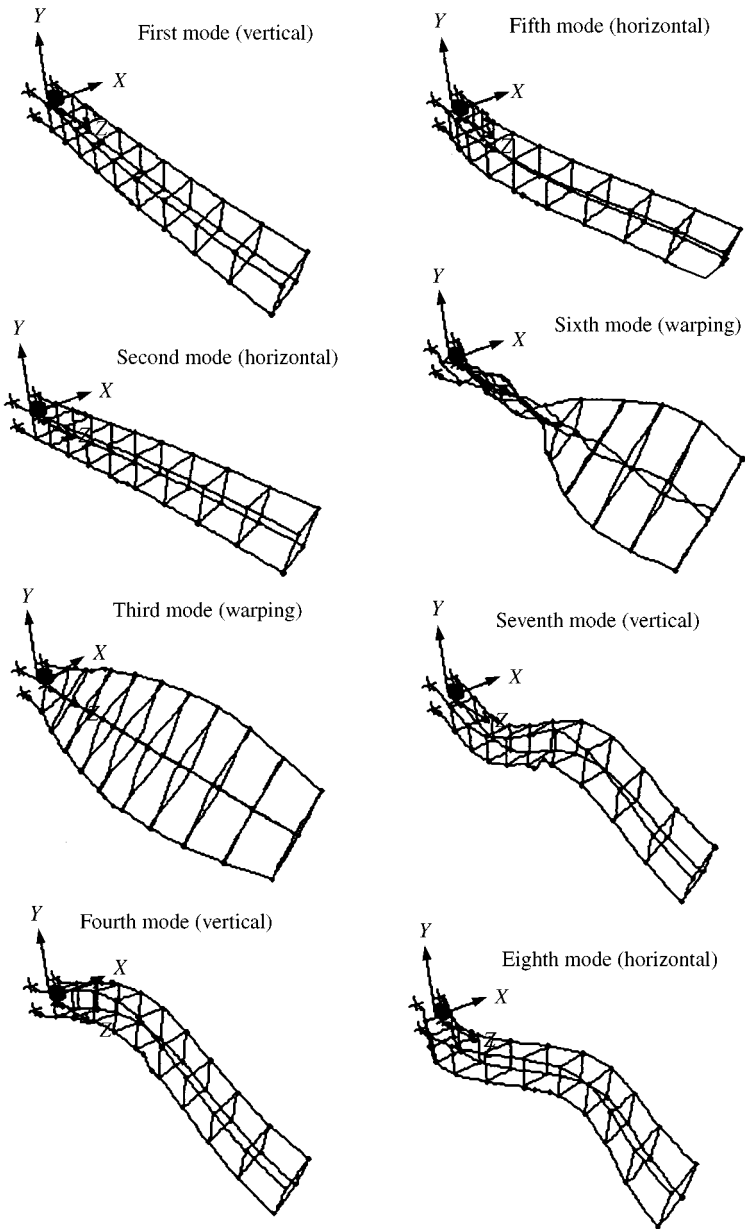 First mode (vertical)
Y
X
Z
Second mode (horizontal)
Y
X
Z
Third mode (warping)
Y
X
Z
Fourth mode (vertical)
Y
X
Z
Fifth mode (horizontal)
Y
X
Z
Sixth mode (warping)
Y
X
Seventh mode (vertical)
Y
X
Z
Eighth mode (horizontal)
Y
X
Z